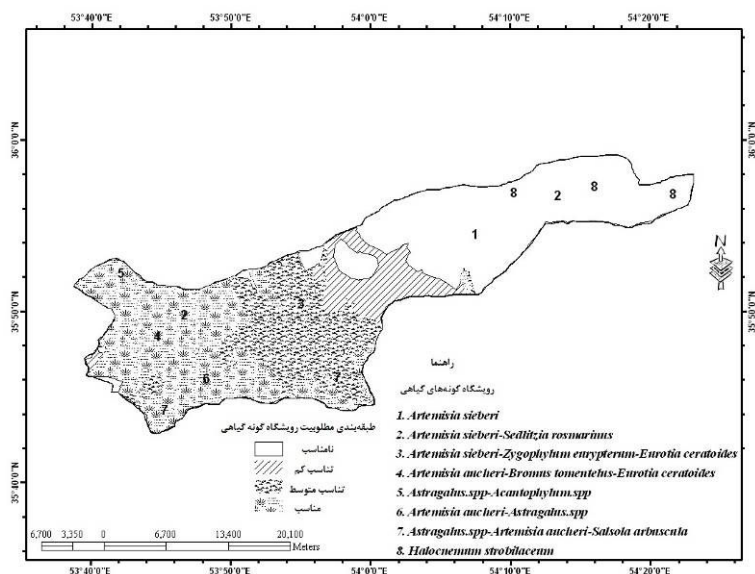 53°40'0"E 53°50'0"E 54°0'0"E 54°10'0"E 54°20'0"E
36°0'0"N
36°0'0"N
8
8 2 8
1
N
5
35°50'0"N
3
35°50'0"N
2
4
راهنما
6 7
رویشگاه گونه‌های گیاهی
7
طبقه‌بندی مطلوبیت رویشگاه گونه گیاهی
نامناسب
تناسب کم
تناسب متوسط
مناسب
1. Artemisia sieberi
2. Artemisia sieberi-Seditzia rosmarinus
3. Artemisia sieberi-Zygophylum eurypterum-Eurotia ceratoides
4. Artemisia aucheri-Bromus tomentelus-Eurotia ceratoides
5. Astragalus.spp-Acantophylum.spp
6. Artemisia aucheri-Astragalus.spp
7. Astragalus.spp-Artemisia aucheri-Salsola arbuscula
8. Halocnemum strobilaceum
35°40'0"N
35°40'0"N
6,700 3,350 0 6,700 13,400 20,100
Meters
53°40'0"E 53°50'0"E 54°0'0"E 54°10'0"E 54°20'0"E